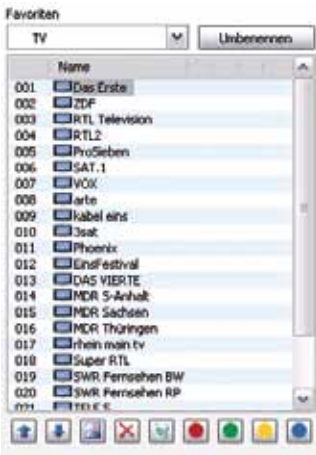 Favoriten
TV Umbenennen
Name
001 Das Erste
002 ZDF
003 RTL Television
004 RTL2
005 ProSieben
006 SAT.1
007 VOX
008 arte
009 kabel eins
010 3sat
011 Phoenix
012 EinsFestival
013 DAS VIERTE
014 MDR S-Anhalt
015 MDR Sachsen
016 MDR Thüringen
017 rhein main tv
018 Super RTL
019 SWR Fernsehen BW
020 SWR Fernsehen RP
021 TELE 5